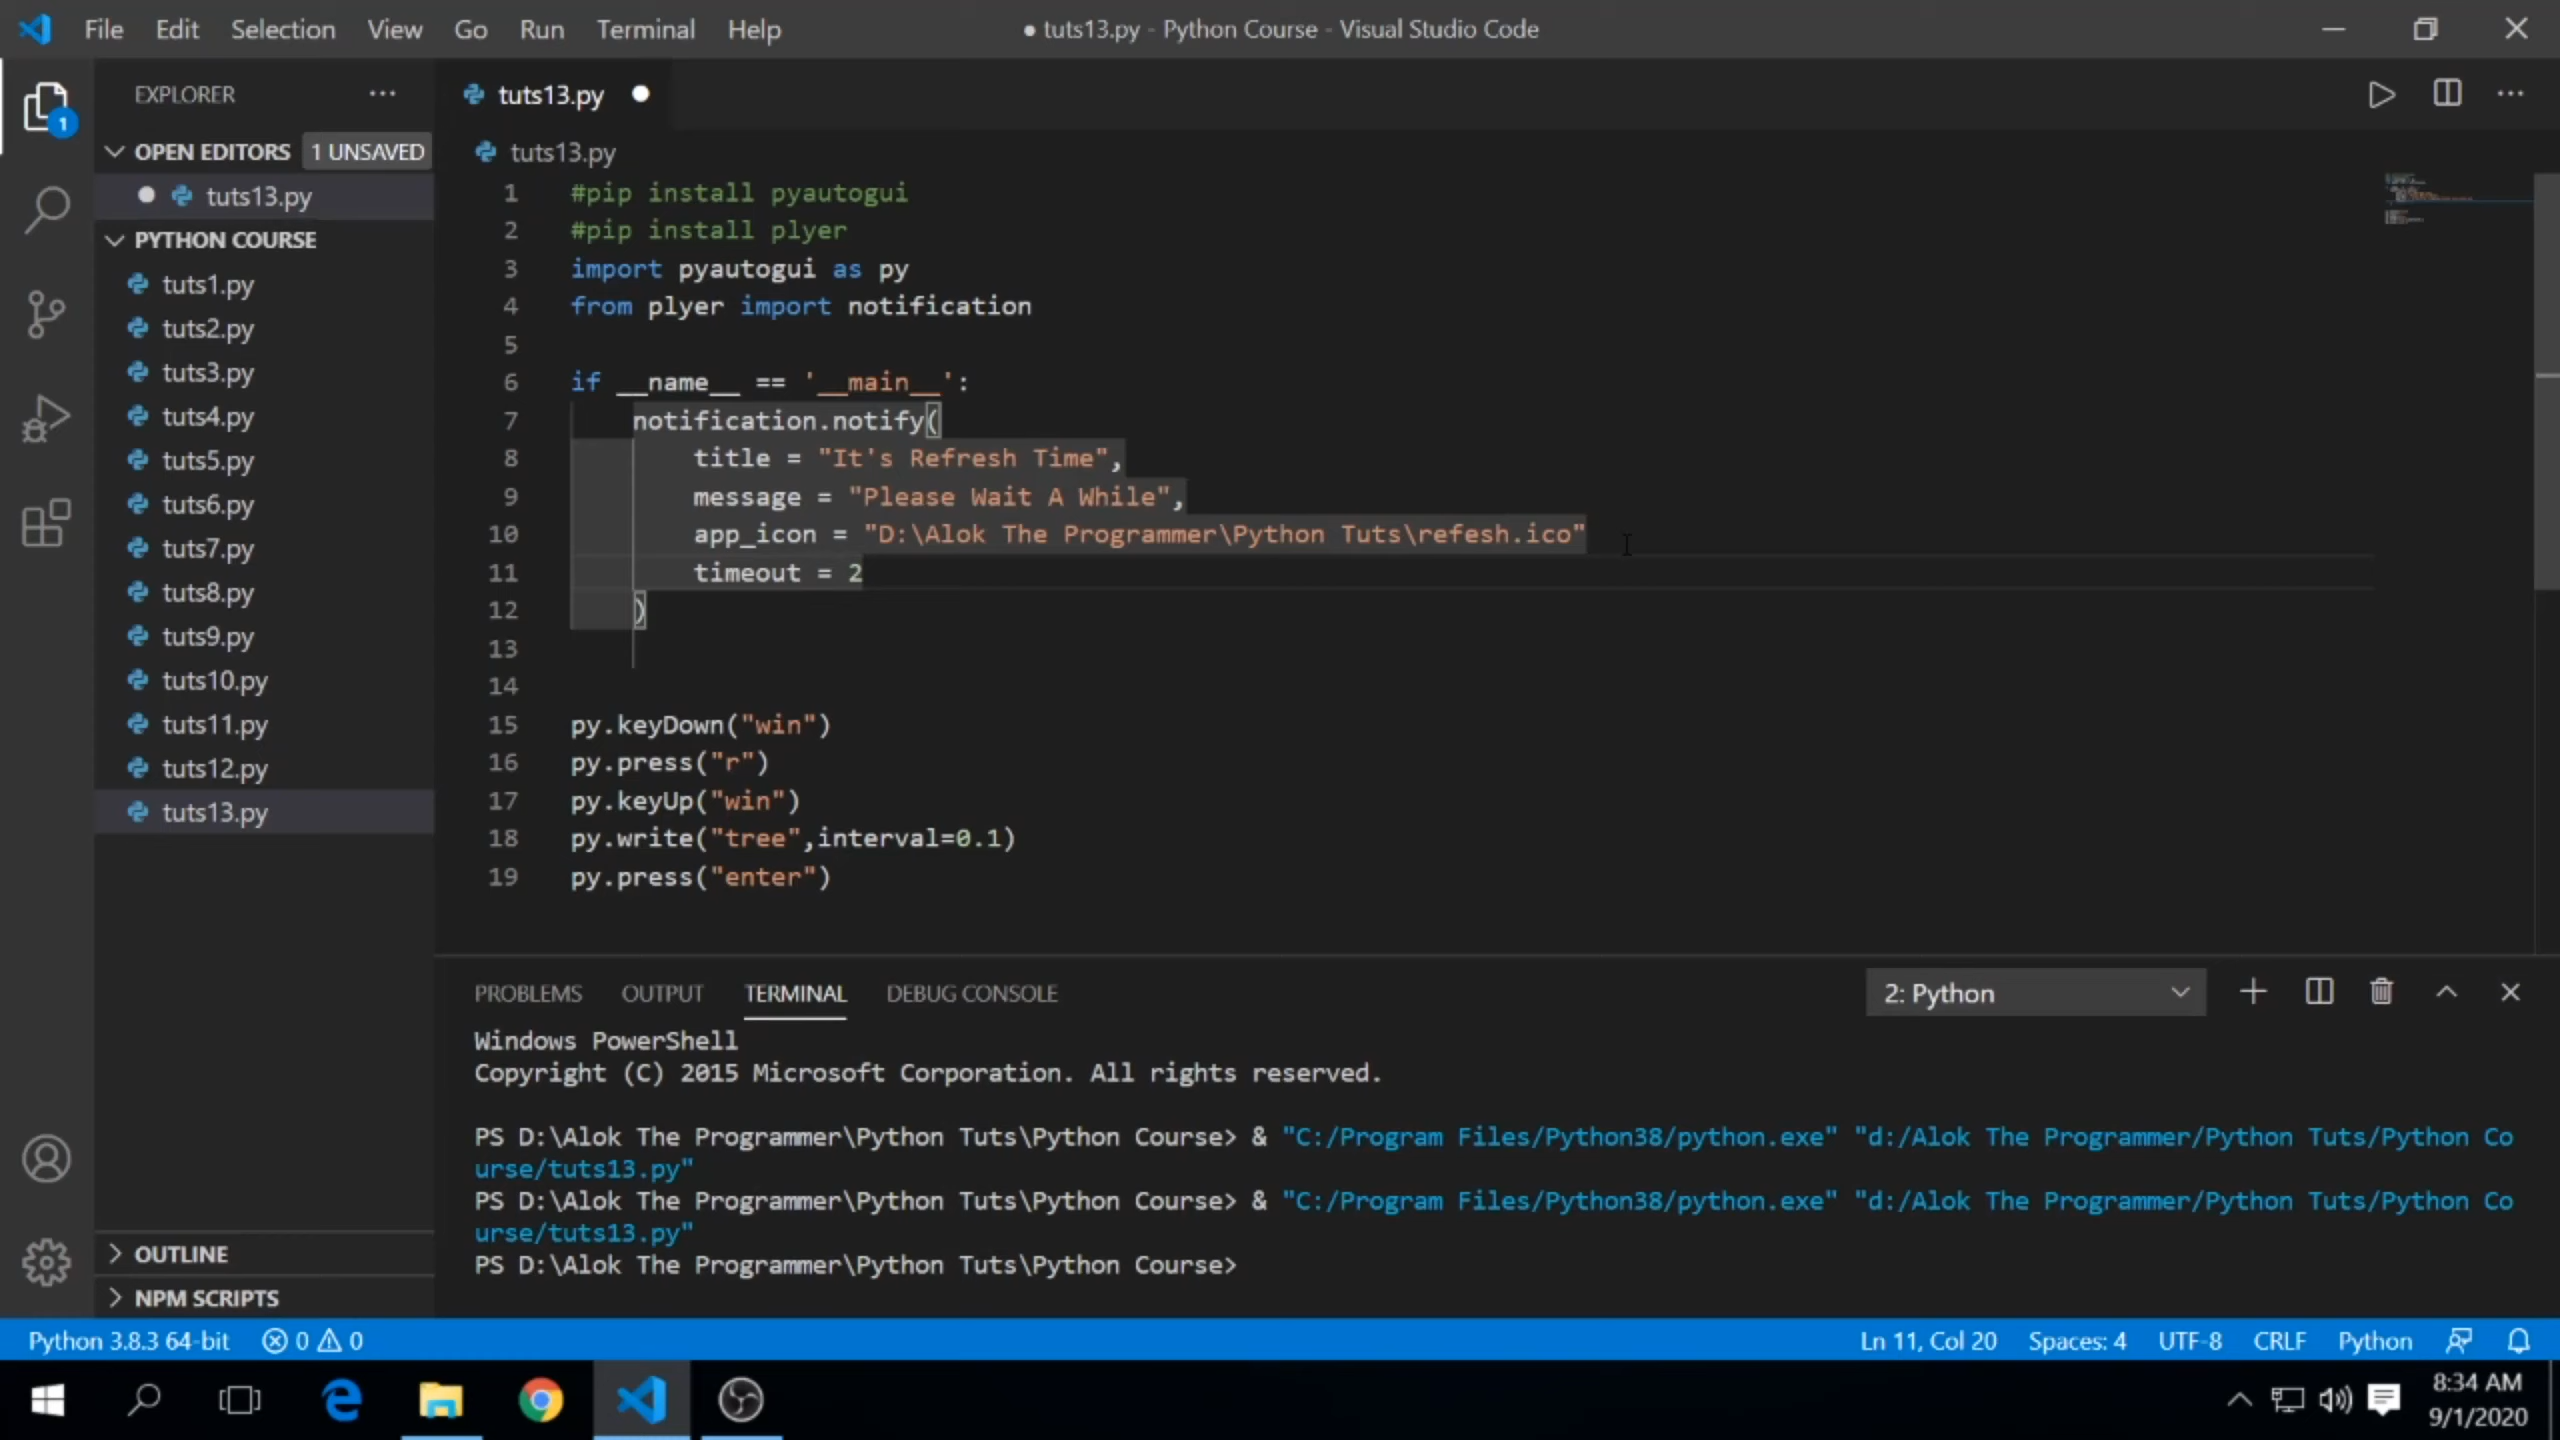 File Edit Selection View Go Run Terminal Help
● tuts13.py - Python Course - Visual Studio Code
EXPLORER
tuts13.py
1
OPEN EDITORS 1 UNSAVED
tuts13.py
tuts13.py
PYTHON COURSE
tuts1.py
tuts2.py
tuts3.py
tuts4.py
tuts5.py
tuts6.py
tuts7.py
tuts8.py
tuts9.py
tuts10.py
tuts11.py
tuts12.py
tuts13.py
OUTLINE
NPM SCRIPTS
1 #pip install pyautogui
2 #pip install plyer
3 import pyautogui as py
4 from plyer import notification
5
6 if __name__ == '__main__':
7 notification.notify(
8 title = "It's Refresh Time",
9 message = "Please Wait A While",
10 app_icon = "D:\Alok The Programmer\Python Tuts\refesh.ico"
11 timeout = 2
12 )
13
14
15 py.keyDown("win")
16 py.press("r")
17 py.keyUp("win")
18 py.write("tree",interval=0.1)
19 py.press("enter")
PROBLEMS OUTPUT TERMINAL DEBUG CONSOLE
2: Python
Windows PowerShell
Copyright (C) 2015 Microsoft Corporation. All rights reserved.
PS D:\Alok The Programmer\Python Tuts\Python Course> & "C:/Program Files/Python38/python.exe" "d:/Alok The Programmer/Python Tuts/Python Co
urse/tuts13.py"
PS D:\Alok The Programmer\Python Tuts\Python Course> & "C:/Program Files/Python38/python.exe" "d:/Alok The Programmer/Python Tuts/Python Co
urse/tuts13.py"
PS D:\Alok The Programmer\Python Tuts\Python Course>
Python 3.8.3 64-bit 0 0
Ln 11, Col 20 Spaces: 4 UTF-8 CRLF Python
8:34 AM
9/1/2020